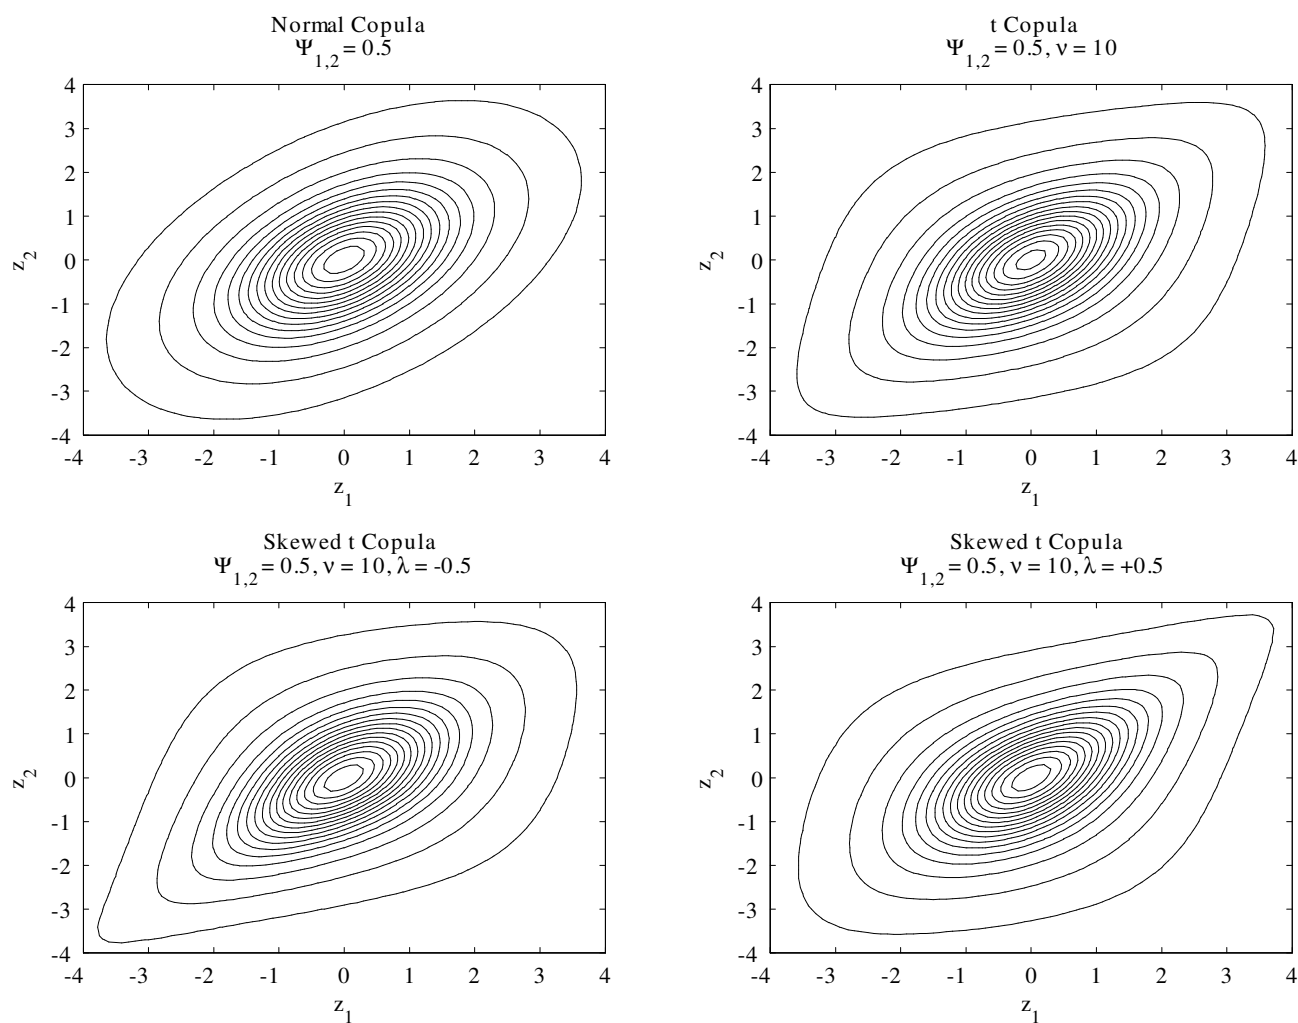 Normal Copula
Ψ1,2 = 0.5
4
3
2
1
0
-1
-2
-3
-4
z2
-4 -3 -2 -1 0 1 2 3 4
z1
t Copula
Ψ1,2 = 0.5, ν = 10
4
3
2
1
0
-1
-2
-3
-4
z2
-4 -3 -2 -1 0 1 2 3 4
z1
Skewed t Copula
Ψ1,2 = 0.5, ν = 10, λ = -0.5
4
3
2
1
0
-1
-2
-3
-4
z2
-4 -3 -2 -1 0 1 2 3 4
z1
Skewed t Copula
Ψ1,2 = 0.5, ν = 10, λ = +0.5
4
3
2
1
0
-1
-2
-3
-4
z2
-4 -3 -2 -1 0 1 2 3 4
z1